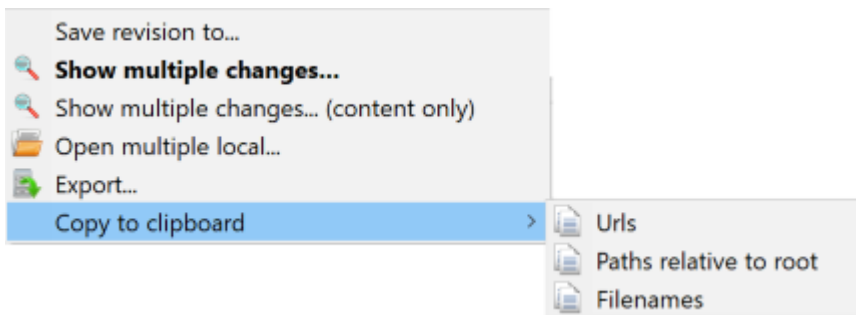 Save revision to...
Show multiple changes...
Show multiple changes... (content only)
Open multiple local...
Export...
Copy to clipboard
Urls
Paths relative to root
Filenames